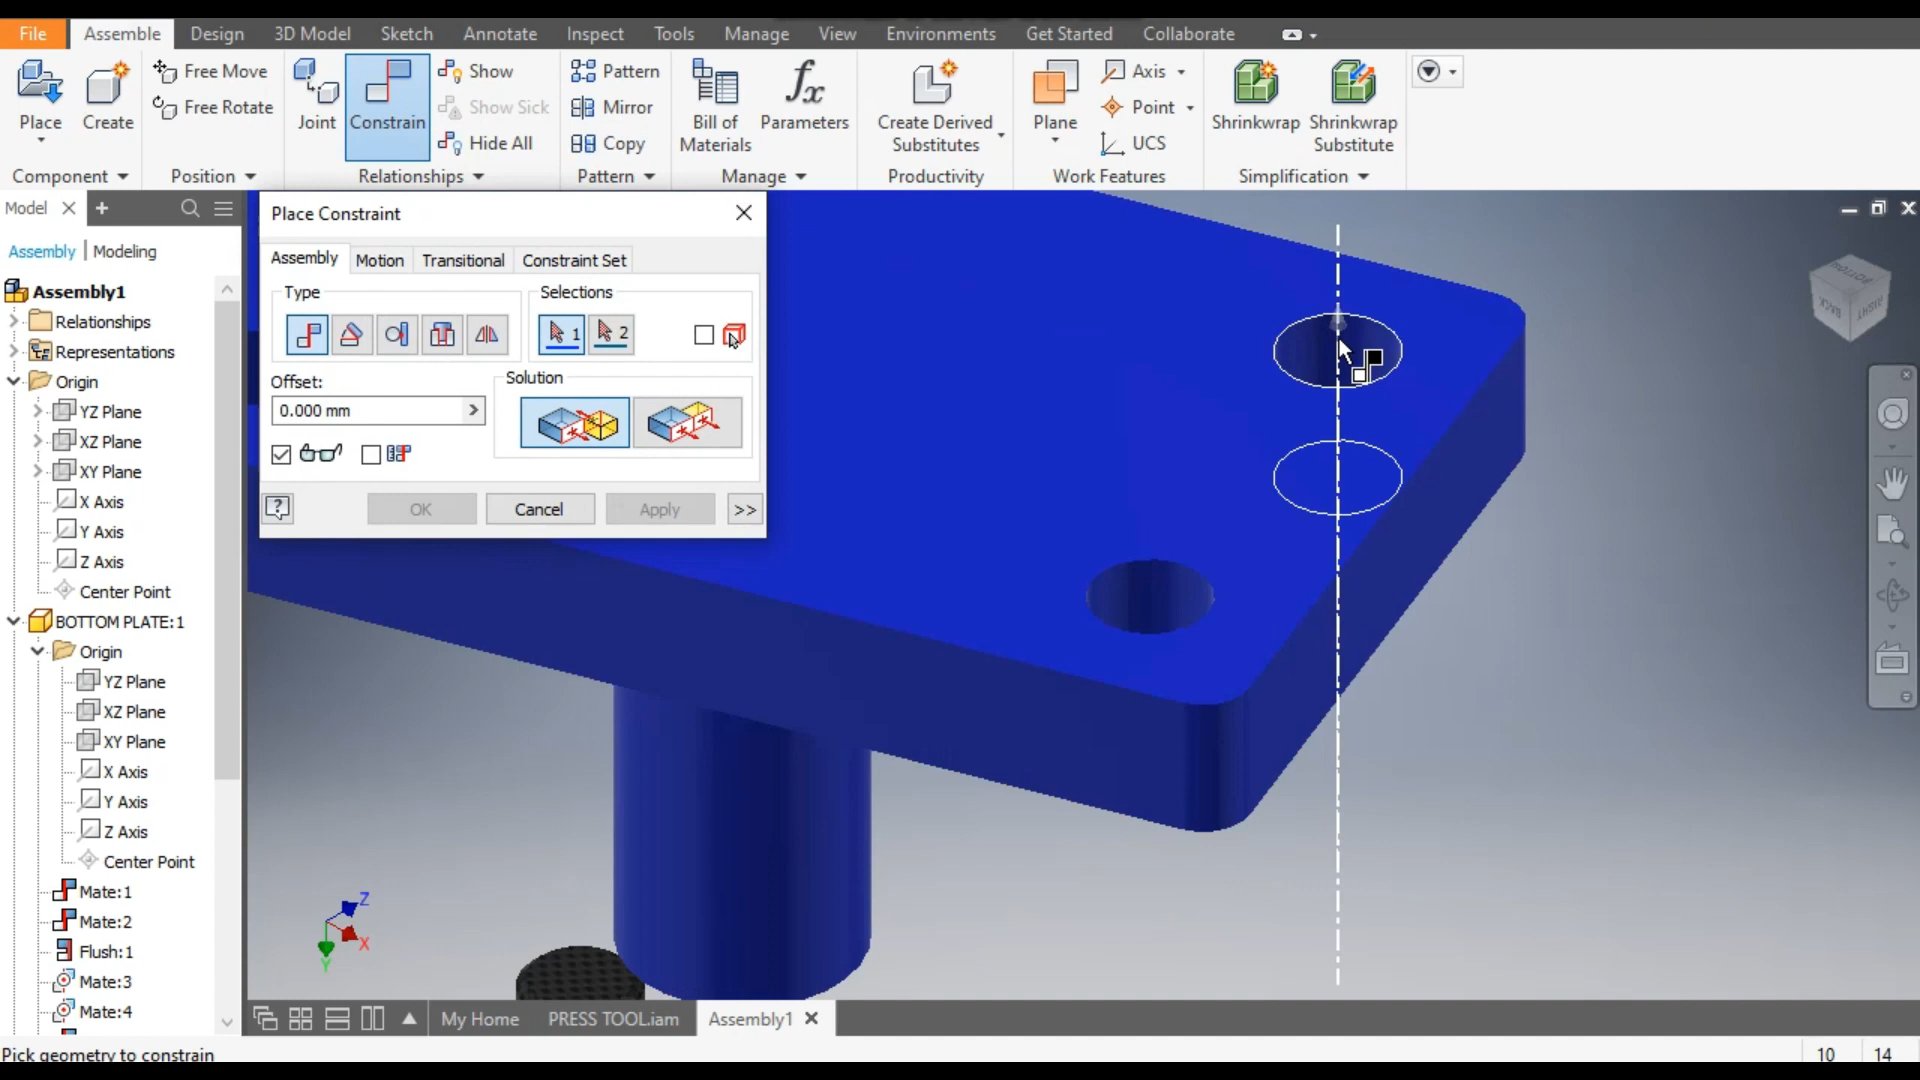 File Assemble Design 3D Model Sketch Annotate Inspect Tools Manage View Environments Get Started Collaborate
Place Create Free Move Free Rotate Joint Constrain Show Show Sick Hide All Pattern Mirror Copy Bill of Materials Parameters Create Derived Substitutes Plane Axis Point UCS Shrinkwrap Shrinkwrap Substitute
Component Position Relationships Pattern Manage Productivity Work Features Simplification
Model
Assembly | Modeling
Assembly1
Relationships
Representations
Origin
YZ Plane
XZ Plane
XY Plane
X Axis
Y Axis
Z Axis
Center Point
BOTTOM PLATE:1
Origin
YZ Plane
XZ Plane
XY Plane
X Axis
Y Axis
Z Axis
Center Point
Mate:1
Mate:2
Flush:1
Mate:3
Mate:4
Place Constraint
Assembly Motion Transitional Constraint Set
Type Selections
1 2
Offset: Solution
0.000 mm
OK Cancel Apply >>
BOTTOM
BACK RIGHT
Z
X
Y
My Home PRESS TOOL.iam Assembly1
Pick geometry to constrain 10 14